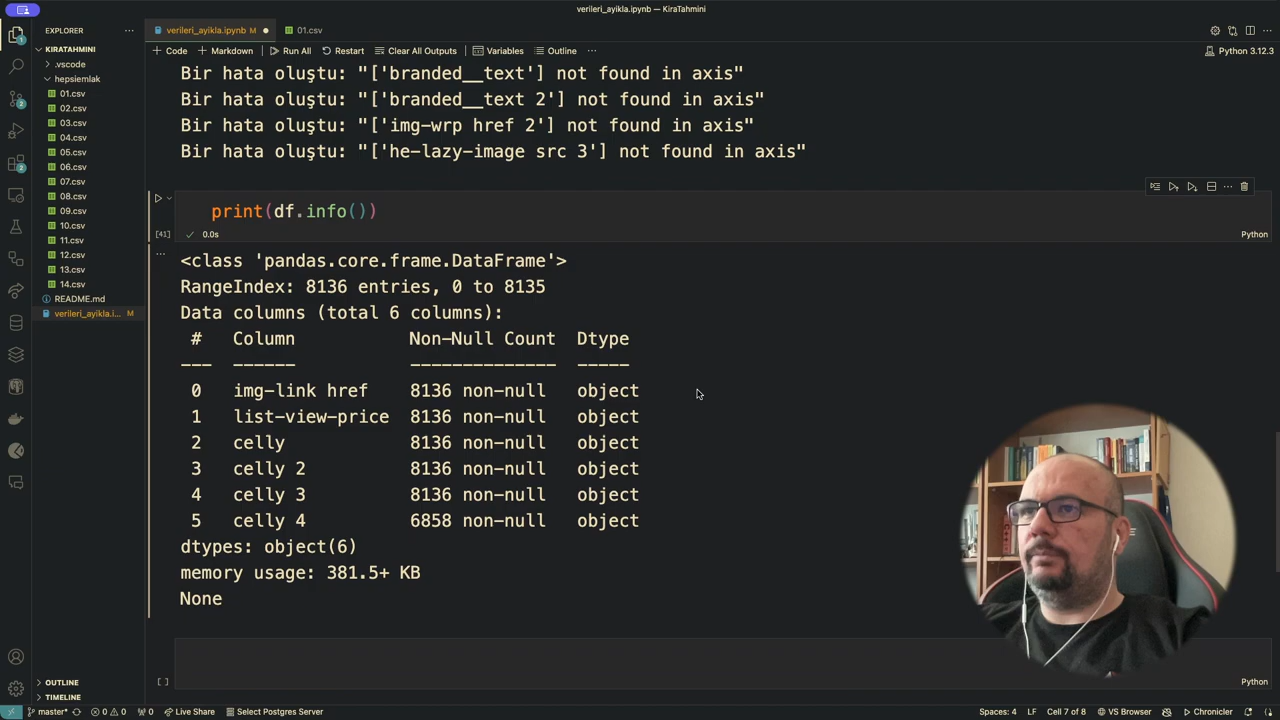 verileri_ayikla.ipynb — KiraTahmini
EXPLORER
verileri_ayikla.ipynb M
01.csv
KIRATAHMINI
Code
Markdown
Run All
Restart
Clear All Outputs
Variables
Outline
Python 3.12.3
.vscode
hepsiemlak
01.csv
02.csv
03.csv
04.csv
05.csv
06.csv
07.csv
08.csv
09.csv
10.csv
11.csv
12.csv
13.csv
14.csv
README.md
verileri_ayikla.i... M
Bir hata oluştu: "['branded__text'] not found in axis"
Bir hata oluştu: "['branded__text 2'] not found in axis"
Bir hata oluştu: "['img-wrp href 2'] not found in axis"
Bir hata oluştu: "['he-lazy-image src 3'] not found in axis"
print(df.info())
[41]
0.0s
Python
<class 'pandas.core.frame.DataFrame'>
RangeIndex: 8136 entries, 0 to 8135
Data columns (total 6 columns):
# Column Non-Null Count Dtype
--- ------ -------------- -----
0 img-link href 8136 non-null object
1 list-view-price 8136 non-null object
2 celly 8136 non-null object
3 celly 2 8136 non-null object
4 celly 3 8136 non-null object
5 celly 4 6858 non-null object
dtypes: object(6)
memory usage: 381.5+ KB
None
[ ]
Python
OUTLINE
TIMELINE
master* 0 0 0 Live Share Select Postgres Server
Spaces: 4 LF Cell 7 of 8 VS Browser Chronicler